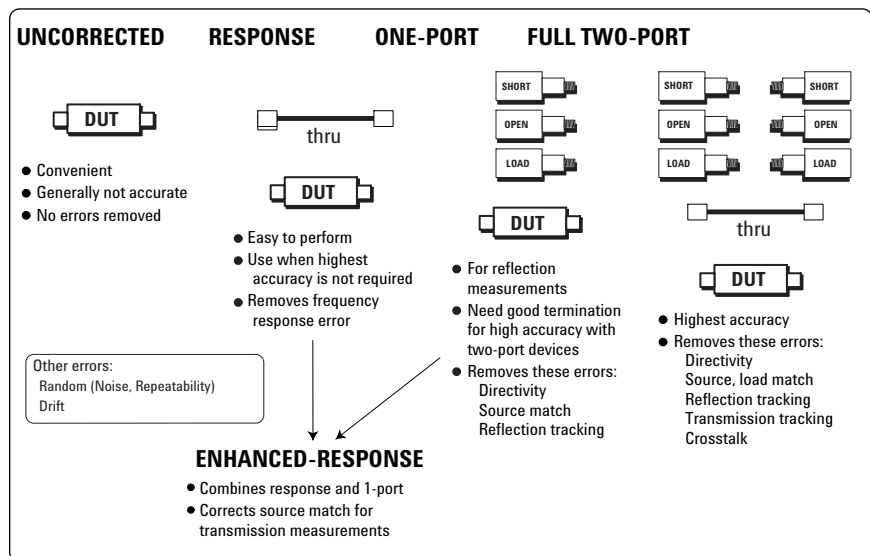 UNCORRECTED
DUT
● Convenient
● Generally not accurate
● No errors removed
RESPONSE
thru
DUT
● Easy to perform
● Use when highest
accuracy is not required
● Removes frequency
response error
ONE-PORT
SHORT
OPEN
LOAD
DUT
● For reflection
measurements
● Need good termination
for high accuracy with
two-port devices
● Removes these errors:
Directivity
Source match
Reflection tracking
FULL TWO-PORT
SHORT
SHORT
OPEN
OPEN
LOAD
LOAD
thru
DUT
● Highest accuracy
● Removes these errors:
Directivity
Source, load match
Reflection tracking
Transmission tracking
Crosstalk
Other errors:
Random (Noise, Repeatability)
Drift
ENHANCED-RESPONSE
● Combines response and 1-port
● Corrects source match for
transmission measurements